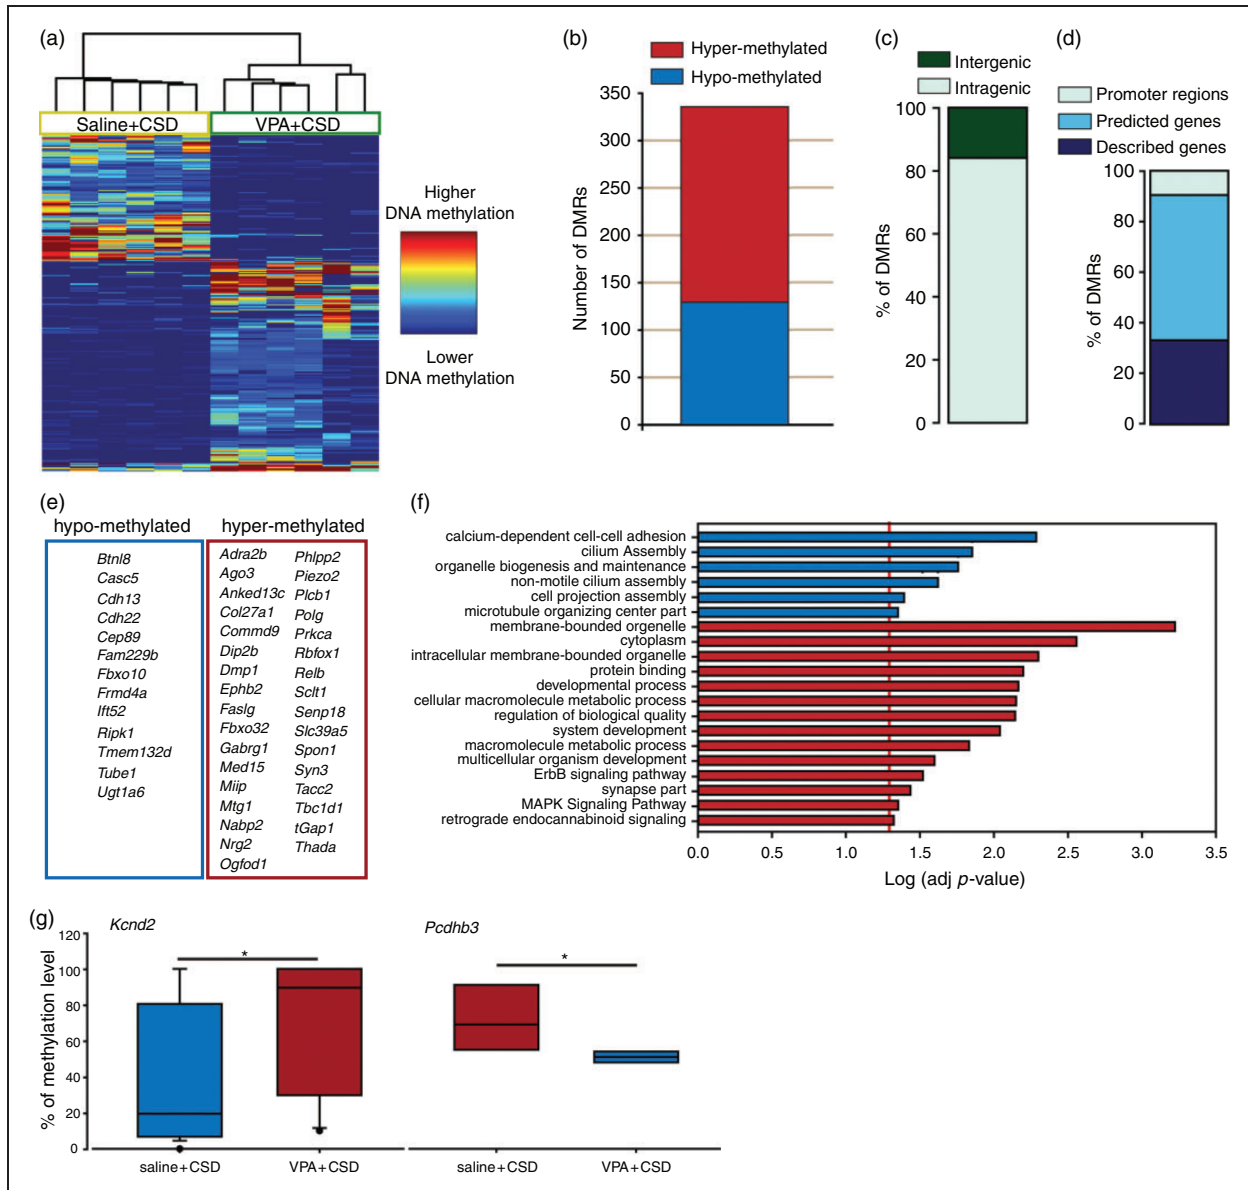 (a)
Saline+CSD
VPA+CSD
Higher
DNA methylation
Lower
DNA methylation
(b)
Hyper-methylated
Hypo-methylated
Number of DMRs
350
300
250
200
150
100
50
0
(c)
Intergenic
Intragenic
% of DMRs
100
80
60
40
20
0
(d)
Promoter regions
Predicted genes
Described genes
% of DMRs
100
80
60
40
20
0
(e)
hypo-methylated
Btnl8
Casc5
Cdh13
Cdh22
Cep89
Fam229b
Fbxo10
Frmd4a
Ift52
Ripk1
Tmem132d
Tube1
Ugt1a6
hyper-methylated
Adra2b
Ago3
Anked13c
Col27a1
Commd9
Dip2b
Dmp1
Ephb2
Faslg
Fbxo32
Gabrg1
Med15
Miip
Mtg1
Nabp2
Nrg2
Ogfod1
Phlpp2
Piezo2
Plcb1
Polg
Prkca
Rbfox1
Relb
Sclt1
Senp18
Slc39a5
Spon1
Syn3
Tacc2
Tbc1d1
tGap1
Thada
(f)
calcium-dependent cell-cell adhesion
cilium Assembly
organelle biogenesis and maintenance
non-motile cilium assembly
cell projection assembly
microtubule organizing center part
membrane-bounded organelle
cytoplasm
intracellular membrane-bounded organelle
protein binding
developmental process
cellular macromolecule metabolic process
regulation of biological quality
system development
macromolecule metabolic process
multicellular organism development
ErbB signaling pathway
synapse part
MAPK Signaling Pathway
retrograde endocannabinoid signaling
0.0 0.5 1.0 1.5 2.0 2.5 3.0 3.5
Log (adj p-value)
(g)
Kcnd2
% of methylation level
120
100
80
60
40
20
0
*
saline+CSD VPA+CSD
Pcdhb3
*
saline+CSD VPA+CSD